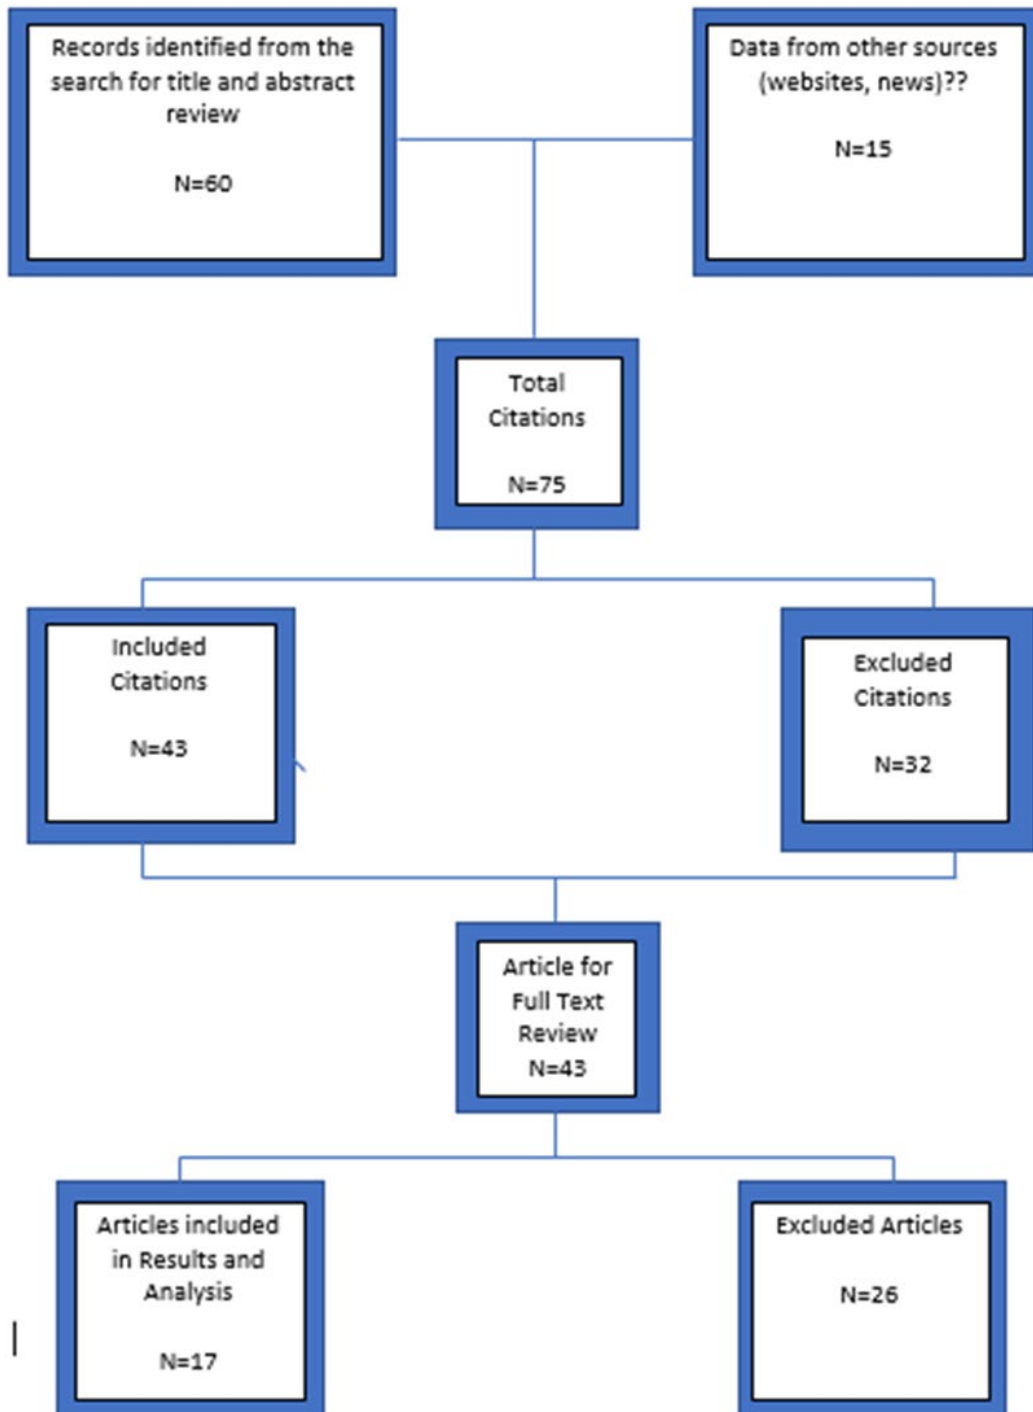 Records identified from the
search for title and abstract
review
N=60
Data from other sources
(websites, news)??
N=15
Total
Citations
N=75
Included
Citations
N=43
Excluded
Citations
N=32
Article for
Full Text
Review
N=43
Articles included
in Results and
Analysis
N=17
Excluded Articles
N=26